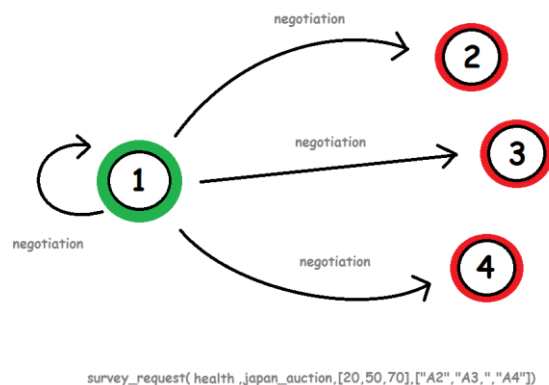 negotiation
2
negotiation
3
1
negotiation
negotiation
4
survey_request( health ,japan_auction,[20,50,70],["A2","A3,","A4"])